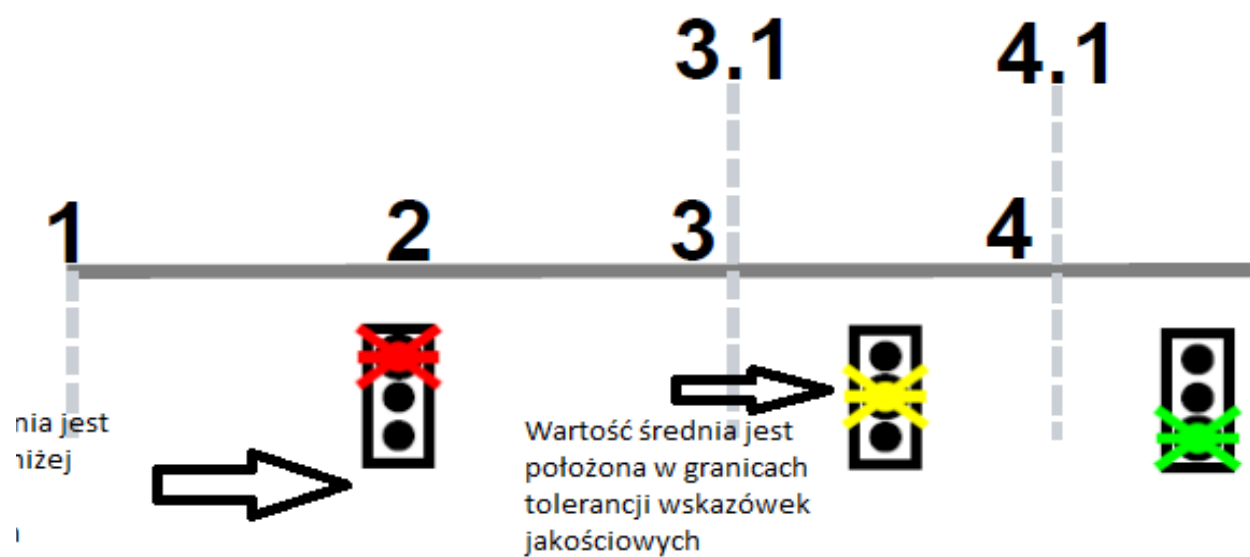 3.1 4.1
1 2 3 4
nia jest
niżej
Wartość średnia jest
położona w granicach
tolerancji wskazówek
jakościowych